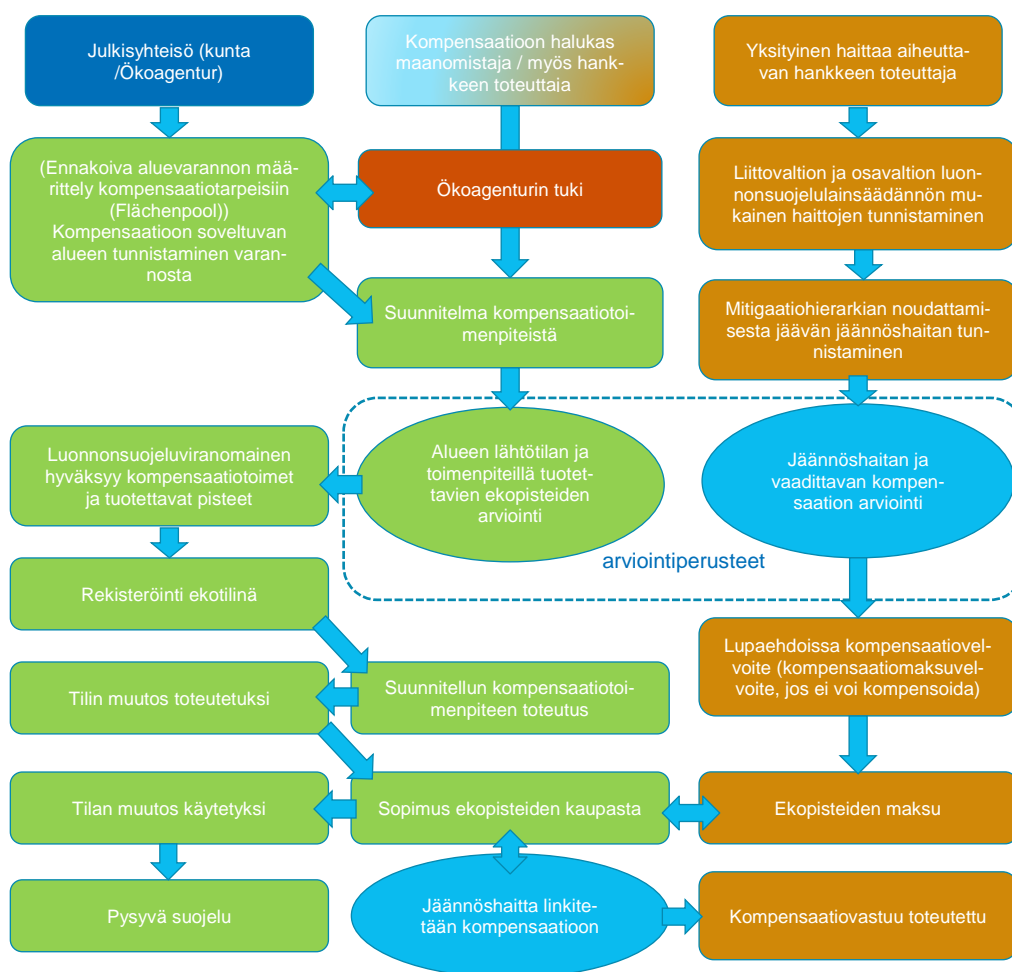 Julkisyhteisö (kunta
/Ökoagentur)
Kompensaatioon halukas
maanomistaja / myös hank-
keen toteuttaja
Yksityinen haittaa aiheutta-
van hankkeen toteuttaja
(Ennakoiva aluevarannon mää-
rittely kompensaatiotarpeisiin
(Flächenpool))
Kompensaatioon soveltuvan
alueen tunnistaminen varan-
nosta
Ökoagenturin tuki
Liittovaltion ja osavaltion luon-
nonsuojelulainsäädännön mu-
kainen haittojen tunnistaminen
Suunnitelma kompensaatiotoi-
menpiteistä
Mitigaatiohierarkian noudattami-
sesta jäävän jäännöshaitan tun-
nistaminen
Luonnonsuojeluviranomainen
hyväksyy kompensaatiotoimet
ja tuotettavat pisteet
Alueen lähtötilan ja
toimenpiteillä tuotet-
tavien ekopisteiden
arviointi
Jäännöshaitan ja
vaadittavan kompen-
saation arviointi
arviointiperusteet
Rekisteröinti ekotilinä
Lupaehdoissa kompensaatiovel-
voite (kompensaatiomaksuvel-
voite, jos ei voi kompensoida)
Tilin muutos toteutetuksi
Suunnitellun kompensaatiotoi-
menpiteen toteutus
Tilan muutos käytetyksi
Sopimus ekopisteiden kaupasta
Ekopisteiden maksu
Pysyvä suojelu
Jäännöshaitta linkite-
tään kompensaatioon
Kompensaatiovastuu toteutettu